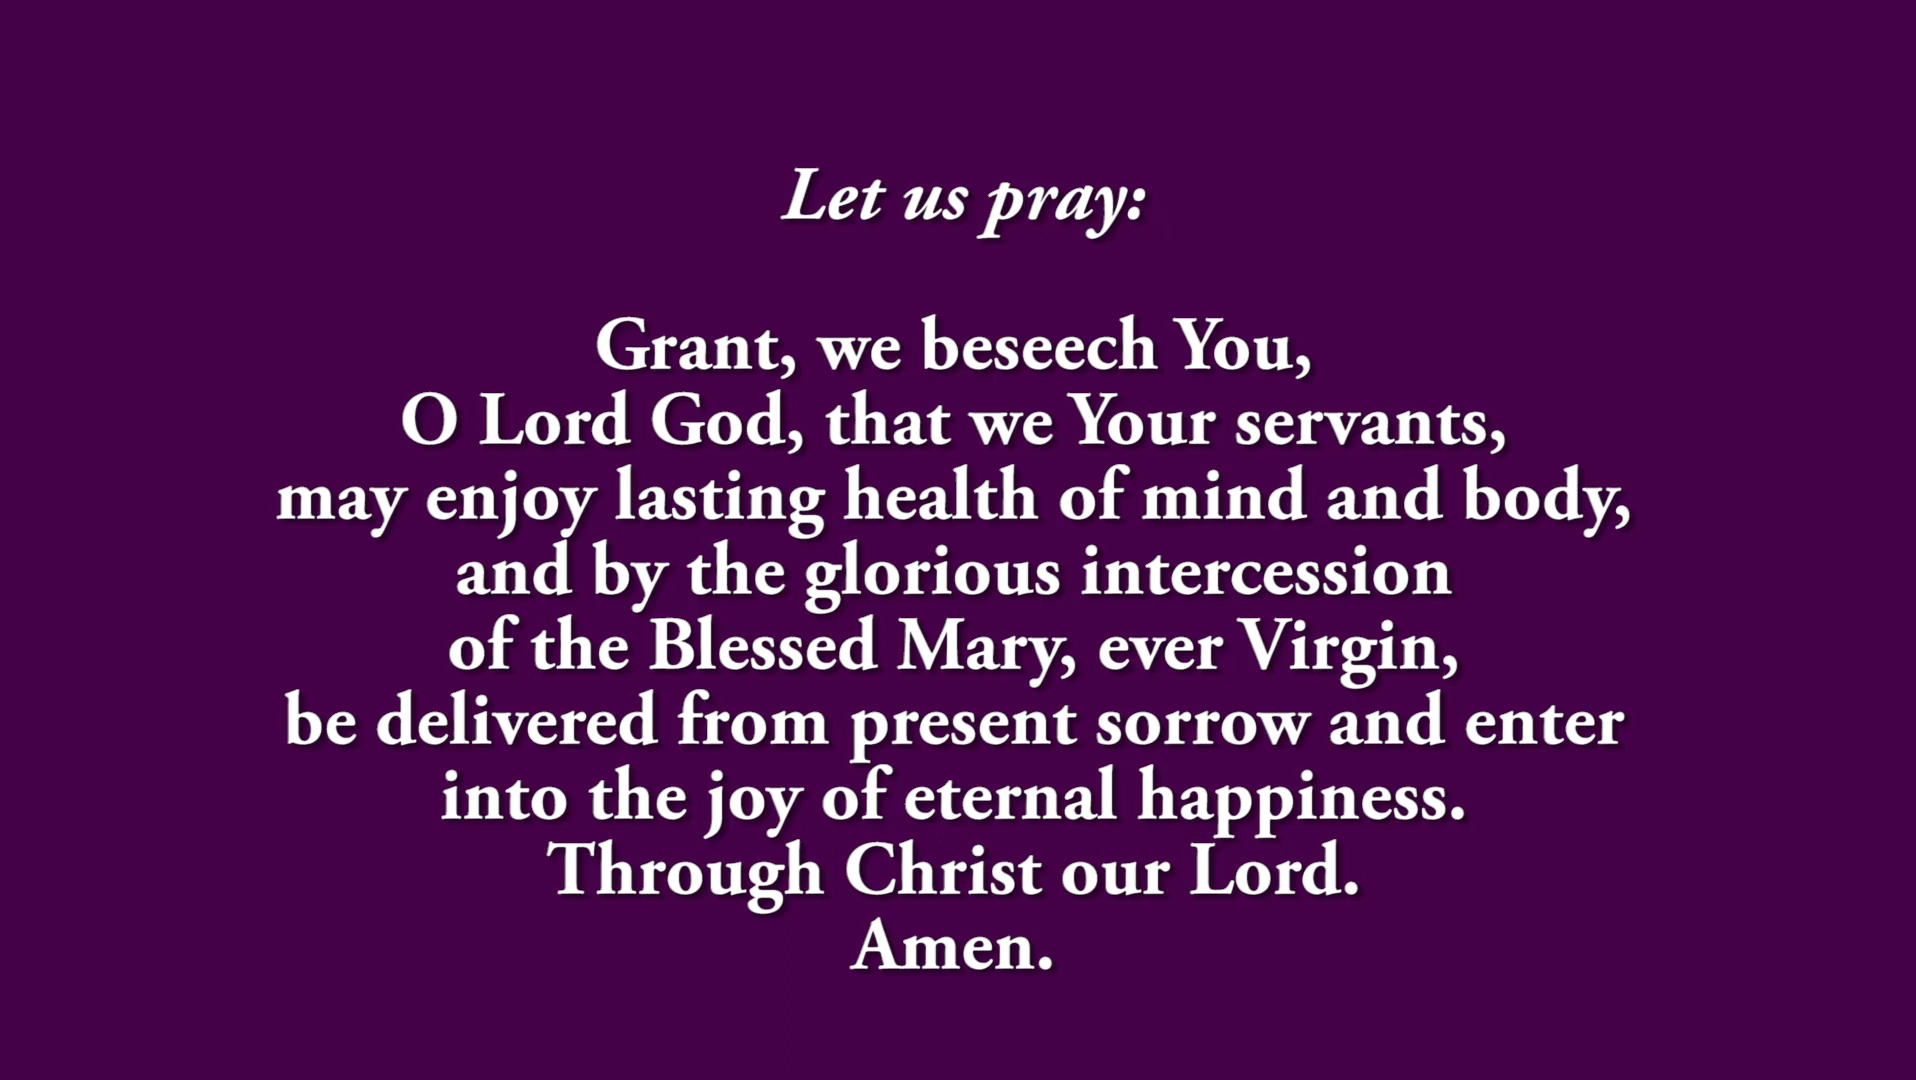 Let us pray:
Grant, we beseech You,
O Lord God, that we Your servants,
may enjoy lasting health of mind and body,
and by the glorious intercession
of the Blessed Mary, ever Virgin,
be delivered from present sorrow and enter
into the joy of eternal happiness.
Through Christ our Lord.
Amen.